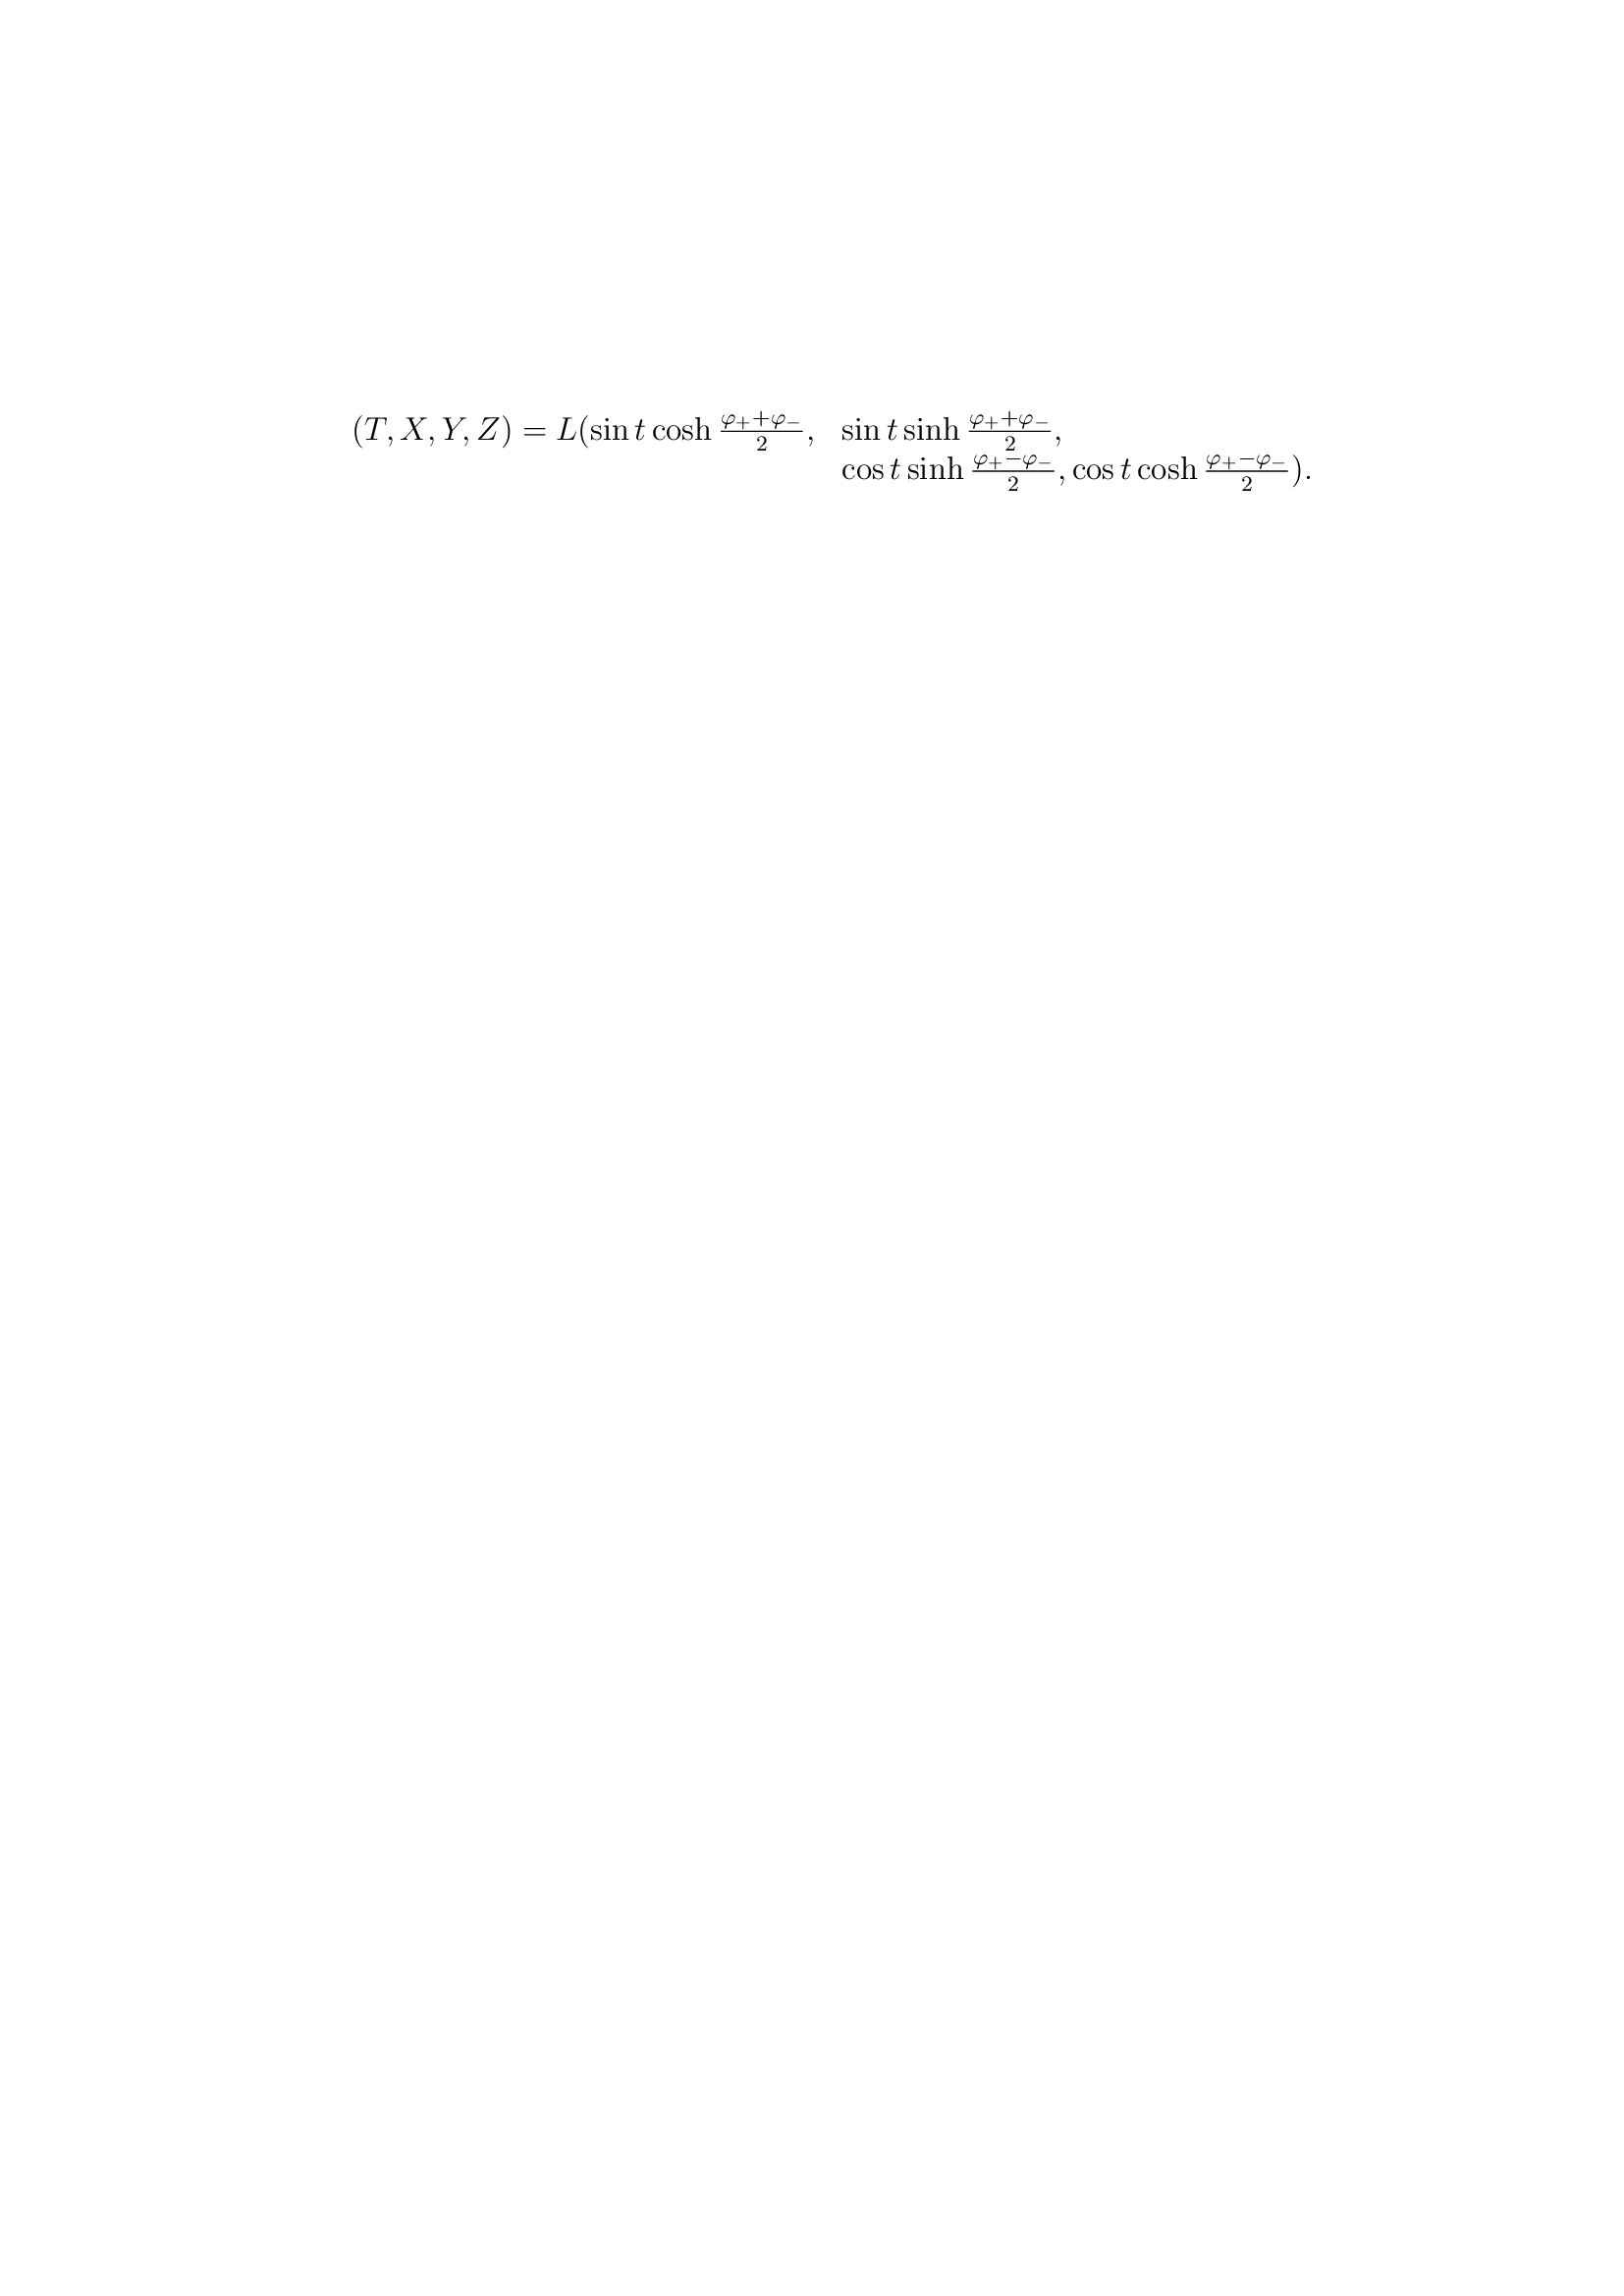 $(T, X, Y, Z) = L(\sin t \cosh \frac{\varphi_+ + \varphi_-}{2}, \quad \sin t \sinh \frac{\varphi_+ + \varphi_-}{2},$
$\cos t \sinh \frac{\varphi_+ - \varphi_-}{2}, \cos t \cosh \frac{\varphi_+ - \varphi_-}{2}).$